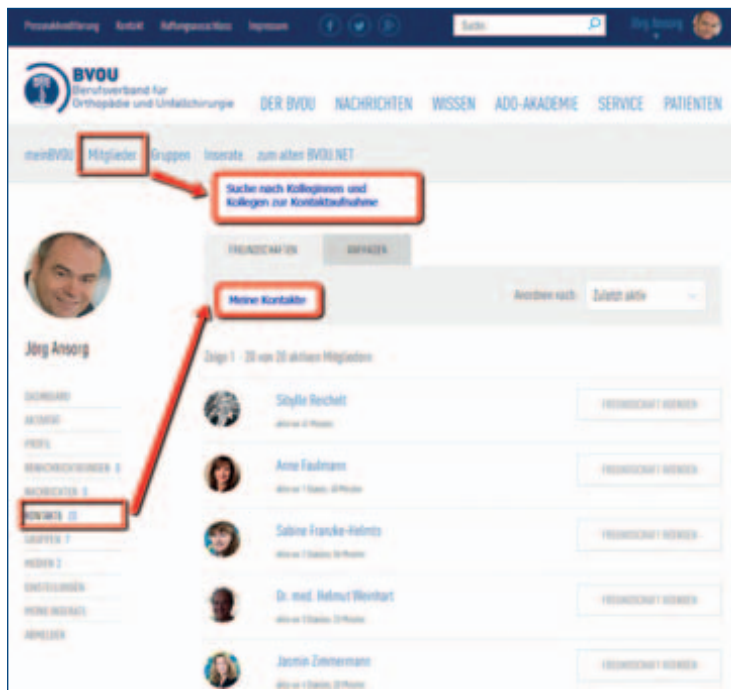 Presseakkreditierung Kontakt Haftungsausschluss Impressum
Suche
Jörg Ansorg
BVOU
Berufsverband für
Orthopädie und Unfallchirurgie
DER BVOU NACHRICHTEN WISSEN ADO-AKADEMIE SERVICE PATIENTEN
meinBVOU Mitglieder Gruppen Inserate zum alten BVOU.NET
Suche nach Kolleginnen und
Kollegen zur Kontaktaufnahme
FREUNDSCHAFTEN ANFRAGEN
Meine Kontakte
Anordnen nach: Zuletzt aktiv
Jörg Ansorg
Zeige 1 - 20 von 20 aktiven Mitgliedern
DASHBOARD
AKTIVITÄT
PROFIL
BENACHRICHTIGUNGEN
NACHRICHTEN
KONTAKTE 20
GRUPPEN 7
MEDIEN 2
EINSTELLUNGEN
MEINE INSERATE
ABMELDEN
Sibylle Reichelt
FREUNDSCHAFT BEENDEN
Anne Faulmann
FREUNDSCHAFT BEENDEN
Sabine Franzke-Helmts
FREUNDSCHAFT BEENDEN
Dr. med. Helmut Weinhart
FREUNDSCHAFT BEENDEN
Jasmin Zimmermann
FREUNDSCHAFT BEENDEN